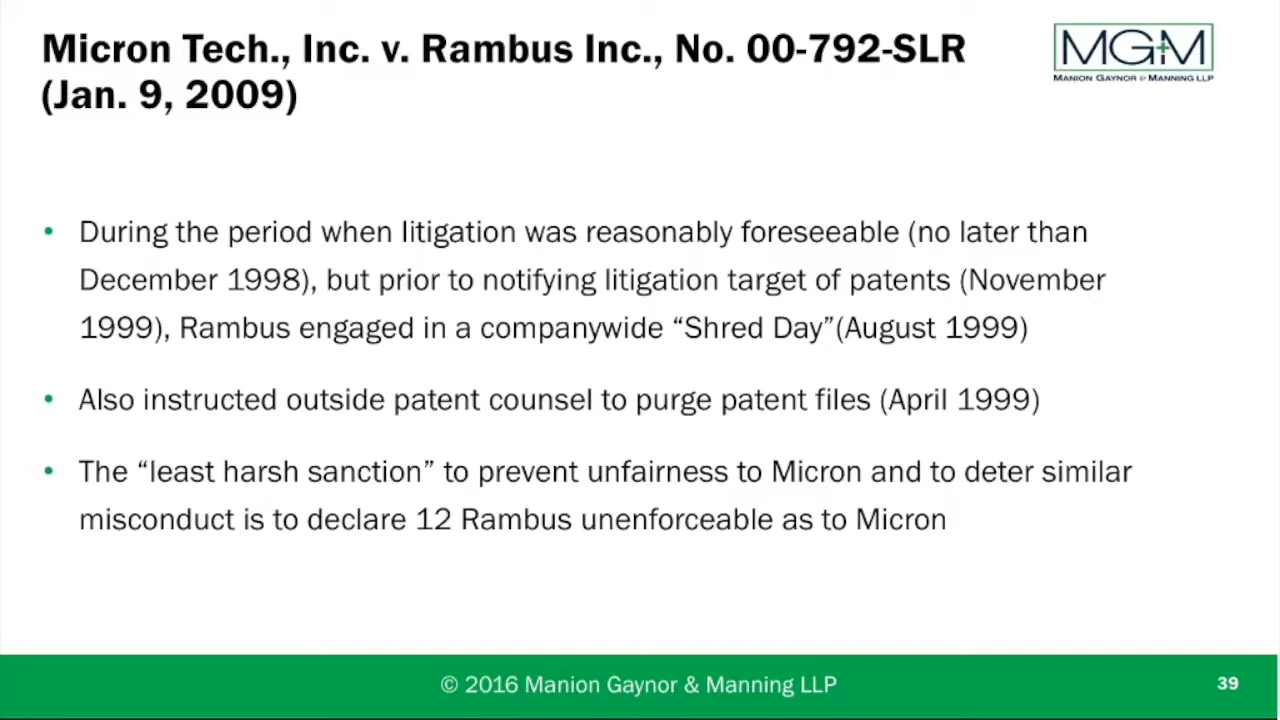 Micron Tech., Inc. v. Rambus Inc., No. 00-792-SLR
(Jan. 9, 2009)
MG+M
MANION GAYNOR & MANNING LLP
• During the period when litigation was reasonably foreseeable (no later than
December 1998), but prior to notifying litigation target of patents (November
1999), Rambus engaged in a companywide “Shred Day”(August 1999)
• Also instructed outside patent counsel to purge patent files (April 1999)
• The “least harsh sanction” to prevent unfairness to Micron and to deter similar
misconduct is to declare 12 Rambus unenforceable as to Micron
© 2016 Manion Gaynor & Manning LLP
39